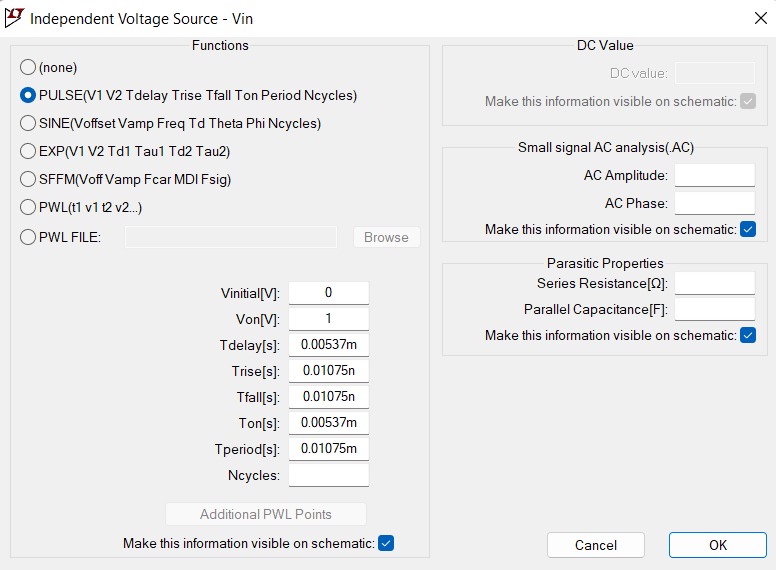 Independent Voltage Source - Vin
Functions
(none)
PULSE(V1 V2 Tdelay Trise Tfall Ton Period Ncycles)
SINE(Voffset Vamp Freq Td Theta Phi Ncycles)
EXP(V1 V2 Td1 Tau1 Td2 Tau2)
SFFM(Voff Vamp Fcar MDI Fsig)
PWL(t1 v1 t2 v2...)
PWL FILE: Browse
Vinitial[V]: 0
Von[V]: 1
Tdelay[s]: 0.00537m
Trise[s]: 0.01075n
Tfall[s]: 0.01075n
Ton[s]: 0.00537m
Tperiod[s]: 0.01075m
Ncycles:
Additional PWL Points
Make this information visible on schematic:
DC Value
DC value:
Make this information visible on schematic:
Small signal AC analysis(.AC)
AC Amplitude:
AC Phase:
Make this information visible on schematic:
Parasitic Properties
Series Resistance[Ω]:
Parallel Capacitance[F]:
Make this information visible on schematic:
Cancel OK